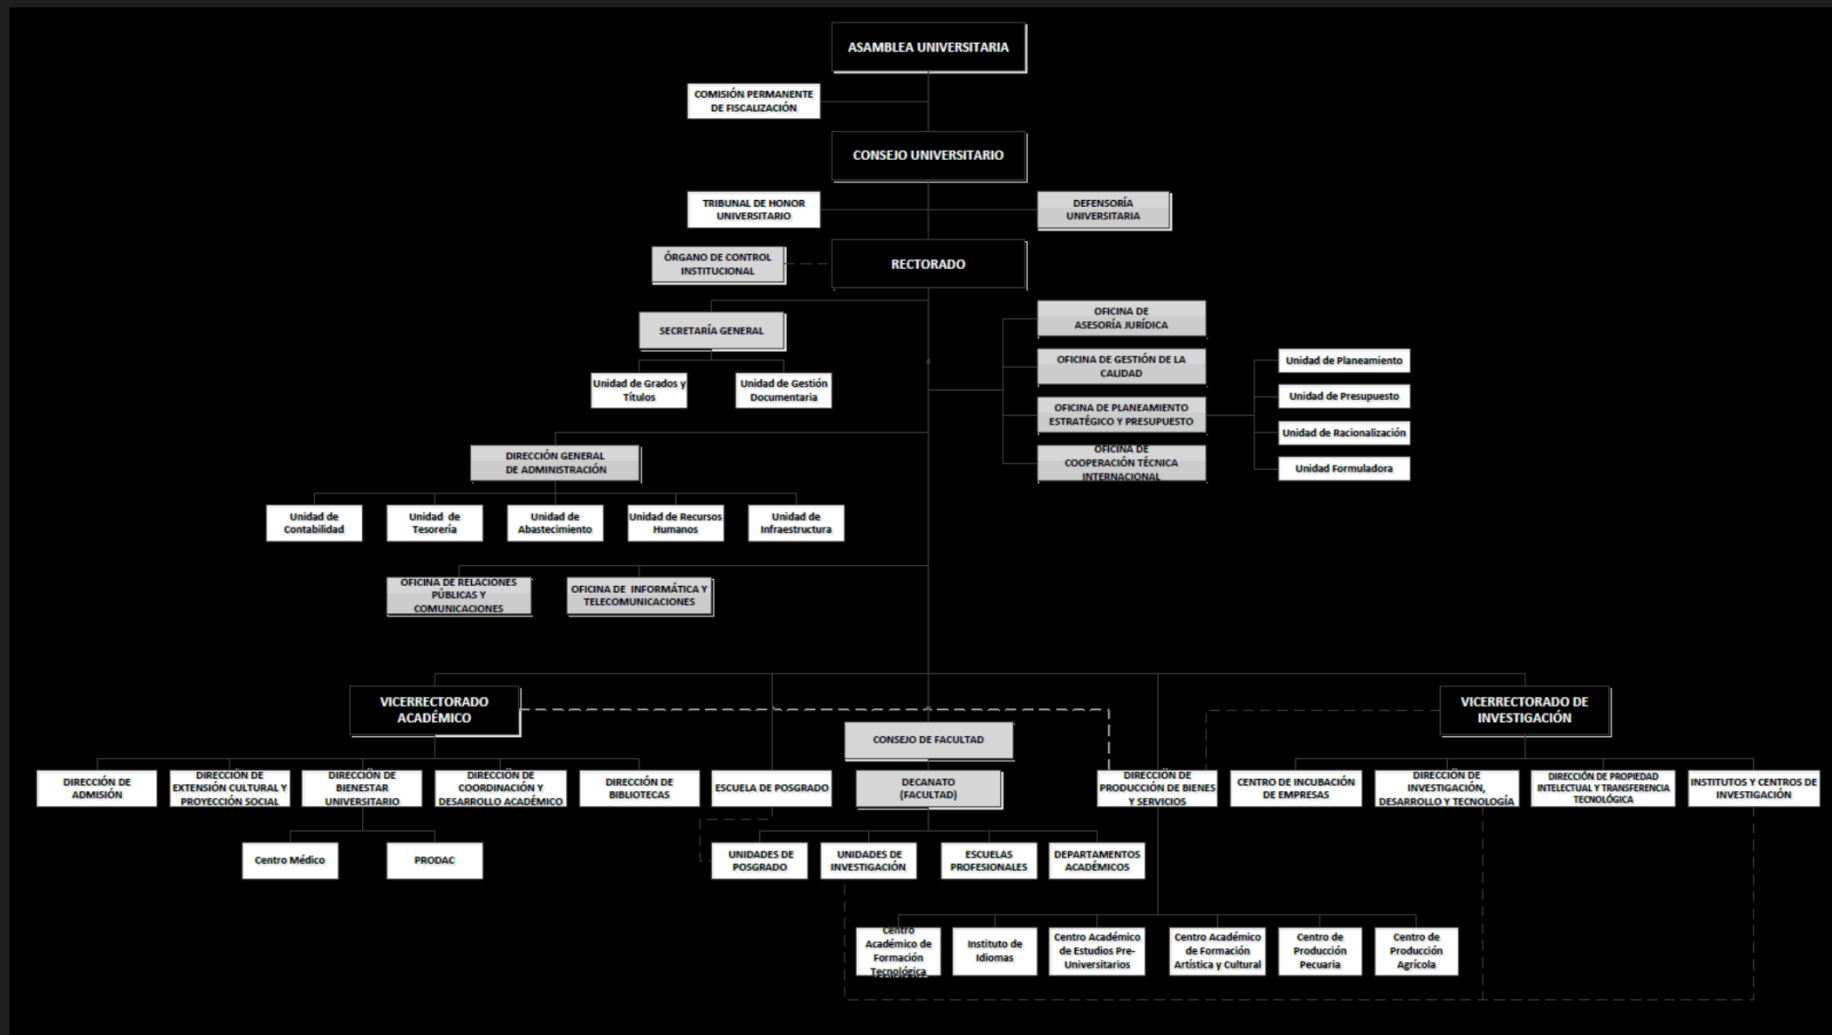 ASAMBLEA UNIVERSITARIA
COMISIÓN PERMANENTE
DE FISCALIZACIÓN
CONSEJO UNIVERSITARIO
TRIBUNAL DE HONOR
UNIVERSITARIO
DEFENSORÍA
UNIVERSITARIA
ÓRGANO DE CONTROL
INSTITUCIONAL
RECTORADO
SECRETARÍA GENERAL
Unidad de Grados y
Títulos
Unidad de Gestión
Documentaria
OFICINA DE
ASESORÍA JURÍDICA
OFICINA DE GESTIÓN DE LA
CALIDAD
OFICINA DE PLANEAMIENTO
ESTRATÉGICO Y PRESUPUESTO
OFICINA DE
COOPERACIÓN TÉCNICA
INTERNACIONAL
Unidad de Planeamiento
Unidad de Presupuesto
Unidad de Racionalización
Unidad Formuladora
DIRECCIÓN GENERAL
DE ADMINISTRACIÓN
Unidad de
Contabilidad
Unidad de
Tesorería
Unidad de
Abastecimiento
Unidad de Recursos
Humanos
Unidad de
Infraestructura
OFICINA DE RELACIONES
PÚBLICAS Y
COMUNICACIONES
OFICINA DE INFORMÁTICA Y
TELECOMUNICACIONES
VICERRECTORADO
ACADÉMICO
VICERRECTORADO DE
INVESTIGACIÓN
CONSEJO DE FACULTAD
DIRECCIÓN DE
ADMISIÓN
DIRECCIÓN DE
EXTENSIÓN CULTURAL Y
PROYECCIÓN SOCIAL
DIRECCIÓN DE
BIENESTAR
UNIVERSITARIO
DIRECCIÓN DE
COORDINACIÓN Y
DESARROLLO ACADÉMICO
DIRECCIÓN DE
BIBLIOTECAS
ESCUELA DE POSGRADO
DECANATO
(FACULTAD)
DIRECCIÓN DE
PRODUCCIÓN DE BIENES
Y SERVICIOS
CENTRO DE INCUBACIÓN
DE EMPRESAS
DIRECCIÓN DE
INVESTIGACIÓN,
DESARROLLO Y TECNOLOGÍA
DIRECCIÓN DE PROPIEDAD
INTELECTUAL Y TRANSFERENCIA
TECNOLÓGICA
INSTITUTOS Y CENTROS DE
INVESTIGACIÓN
Centro Médico
PRODAC
UNIDADES DE
POSGRADO
UNIDADES DE
INVESTIGACIÓN
ESCUELAS
PROFESIONALES
DEPARTAMENTOS
ACADÉMICOS
Centro
Académico de
Formación
Tecnológica
Instituto de
Idiomas
Centro Académico
de Estudios Pre-
Universitarios
Centro Académico
de Formación
Artística y Cultural
Centro de
Producción
Pecuaria
Centro de
Producción
Agrícola